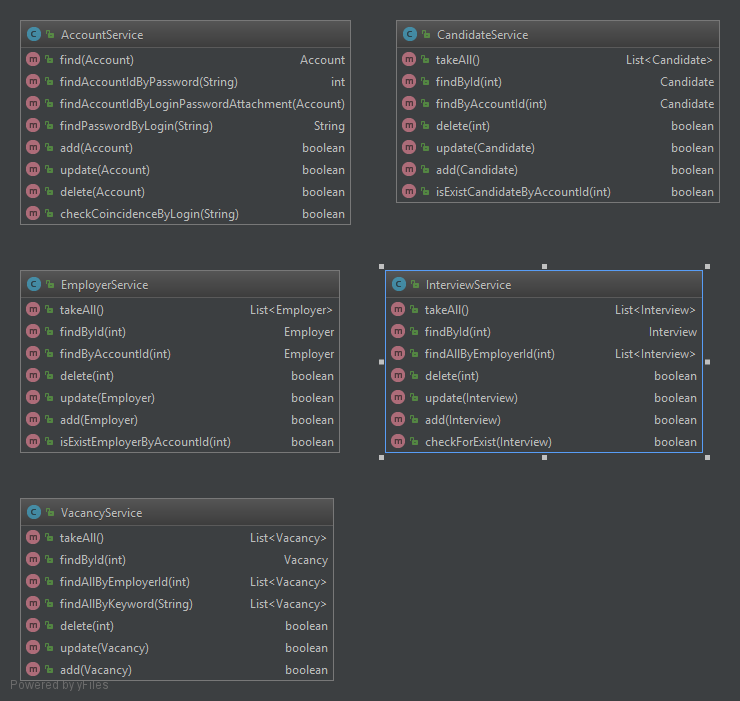 AccountService
find(Account) Account
findAccountIdByPassword(String) int
findAccountIdByLoginPasswordAttachment(Account)
findPasswordByLogin(String) String
add(Account) boolean
update(Account) boolean
delete(Account) boolean
checkCoincidenceByLogin(String) boolean
CandidateService
takeAll() List<Candidate>
findById(int) Candidate
findByAccountId(int) Candidate
delete(int) boolean
update(Candidate) boolean
add(Candidate) boolean
isExistCandidateByAccountId(int) boolean
EmployerService
takeAll() List<Employer>
findById(int) Employer
findByAccountId(int) Employer
delete(int) boolean
update(Employer) boolean
add(Employer) boolean
isExistEmployerByAccountId(int) boolean
InterviewService
takeAll() List<Interview>
findById(int) Interview
findAllByEmployerId(int) List<Interview>
delete(int) boolean
update(Interview) boolean
add(Interview) boolean
checkForExist(Interview) boolean
VacancyService
takeAll() List<Vacancy>
findById(int) Vacancy
findAllByEmployerId(int) List<Vacancy>
findAllByKeyword(String) List<Vacancy>
delete(int) boolean
update(Vacancy) boolean
add(Vacancy) boolean
Powered by yFiles